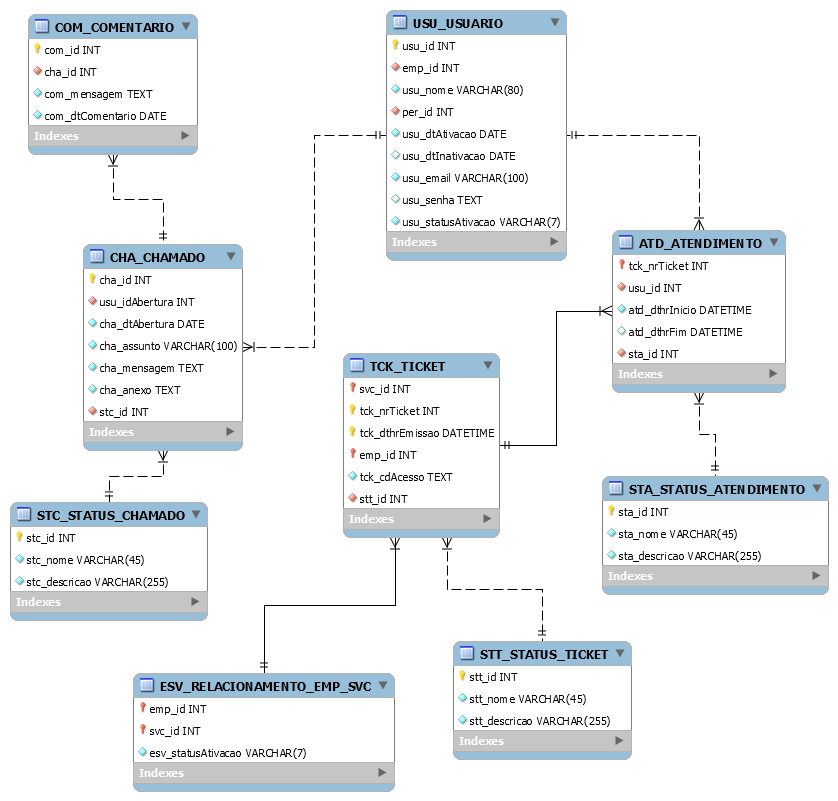 COM_COMENTARIO
com_id INT
cha_id INT
com_mensagem TEXT
com_dtComentario DATE
Indexes
USU_USUARIO
usu_id INT
emp_id INT
usu_nome VARCHAR(80)
per_id INT
usu_dtAtivacao DATE
usu_dtInativacao DATE
usu_email VARCHAR(100)
usu_senha TEXT
usu_statusAtivacao VARCHAR(7)
Indexes
CHA_CHAMADO
cha_id INT
usu_idAbertura INT
cha_dtAbertura DATE
cha_assunto VARCHAR(100)
cha_mensagem TEXT
cha_anexo TEXT
stc_id INT
Indexes
ATD_ATENDIMENTO
tck_nrTicket INT
usu_id INT
atd_dthrInicio DATETIME
atd_dthrFim DATETIME
sta_id INT
Indexes
TCK_TICKET
svc_id INT
tck_nrTicket INT
tck_dthrEmissao DATETIME
emp_id INT
tck_cdAcesso TEXT
stt_id INT
Indexes
STC_STATUS_CHAMADO
stc_id INT
stc_nome VARCHAR(45)
stc_descricao VARCHAR(255)
Indexes
STA_STATUS_ATENDIMENTO
sta_id INT
sta_nome VARCHAR(45)
sta_descricao VARCHAR(255)
Indexes
ESV_RELACIONAMENTO_EMP_SVC
emp_id INT
svc_id INT
esv_statusAtivacao VARCHAR(7)
Indexes
STT_STATUS_TICKET
stt_id INT
stt_nome VARCHAR(45)
stt_descricao VARCHAR(255)
Indexes